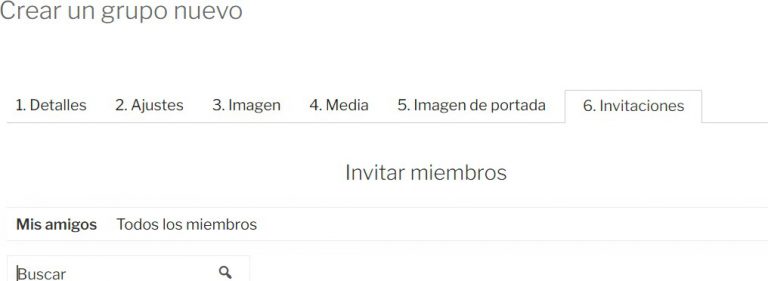 Crear un grupo nuevo
1. Detalles 2. Ajustes 3. Imagen 4. Media 5. Imagen de portada 6. Invitaciones
Invitar miembros
Mis amigos Todos los miembros
Buscar